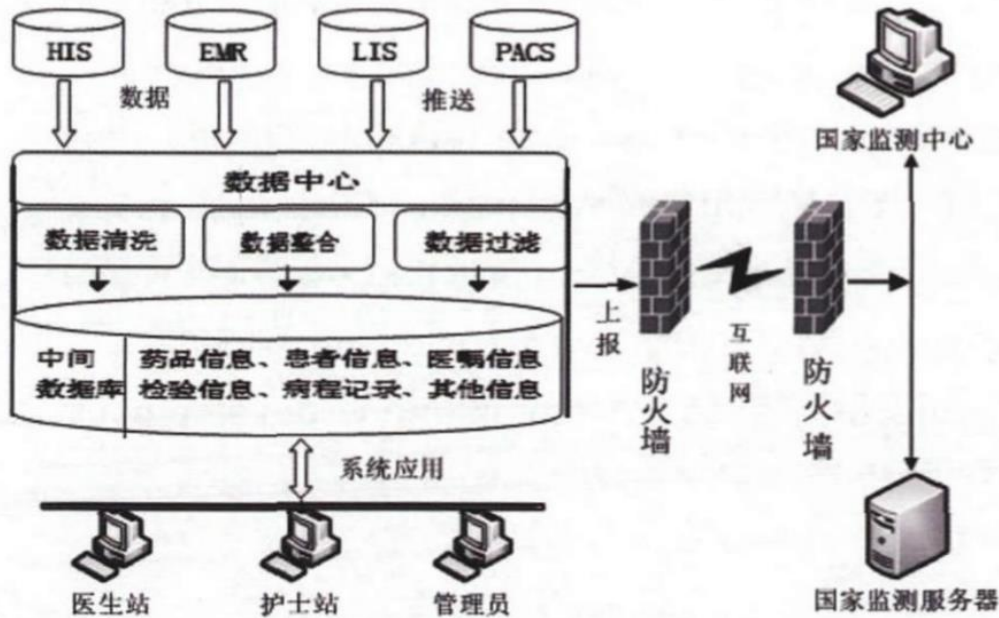 HIS EMR LIS PACS
数据 推送
国家监测中心
数据中心
数据清洗 数据整合 数据过滤
上报
互联网
防火墙
防火墙
中间 药品信息、患者信息、医嘱信息
数据库 检验信息、病程记录、其他信息
系统应用
医生站 护士站 管理员
国家监测服务器